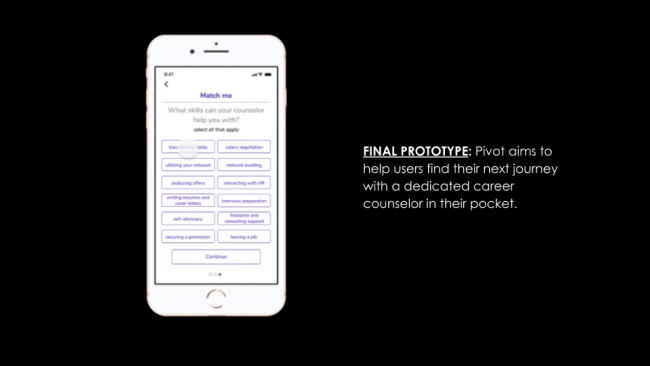 9:41
Match me
What skills can your counselor
help you with?
select all that apply
fields
salary negotiation
utilizing your network
network building
analyzing offers
interacting with HR
writing resumes and
cover letters
interview preparation
self-advocacy
freelance and
consulting support
securing a promotion
leaving a job
Continue
FINAL PROTOTYPE: Pivot aims to
help users find their next journey
with a dedicated career
counselor in their pocket.